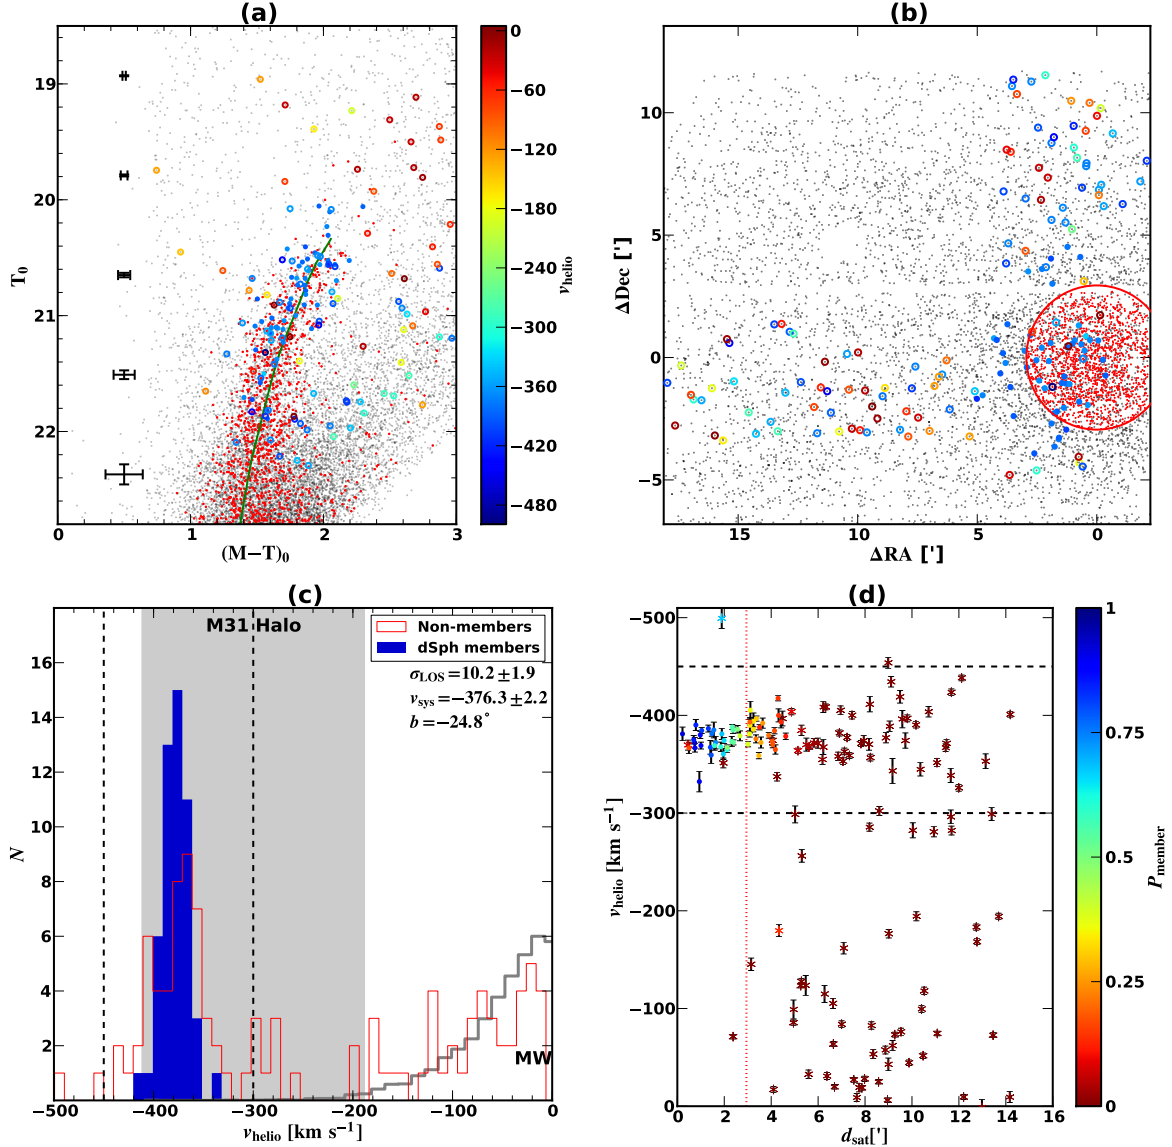 (a)
19
20
21
22
T0
0
1
2
3
(M−T)0
0
−60
−120
−180
−240
−300
−360
−420
−480
vhelio
(b)
10
5
0
−5
ΔDec [']
15
10
5
0
ΔRA [']
(c)
M31 Halo
Non-members
dSph members
σLOS=10.2±1.9
vsys=−376.3±2.2
b=−24.8°
MW
16
14
12
10
8
6
4
2
N
−500
−400
−300
−200
−100
0
vhelio [km s−1]
(d)
−510
−500
−400
−300
−200
−100
0
vhelio [km s−1]
0
2
4
6
8
10
12
14
16
dsat[']
1
0.75
0.5
0.25
0
Pmember